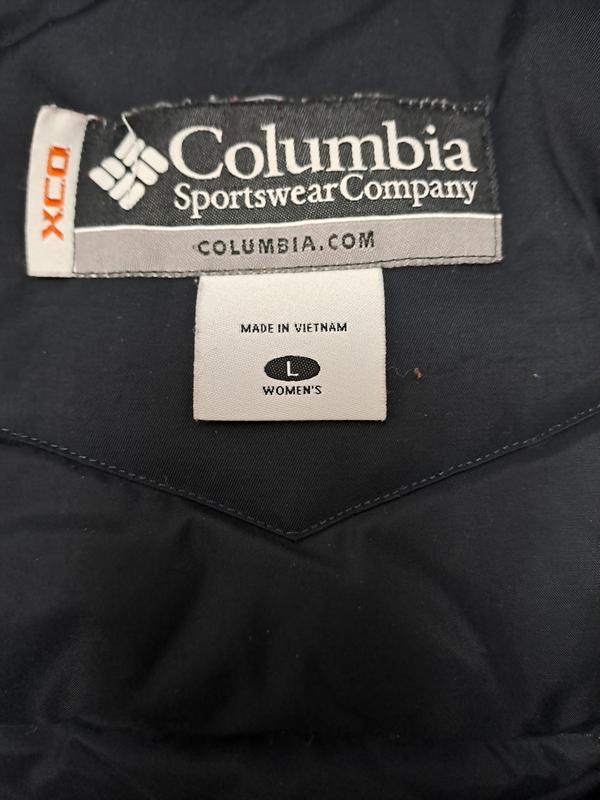 XCO
Columbia
Sportswear Company
COLUMBIA.COM
MADE IN VIETNAM
L
WOMEN'S